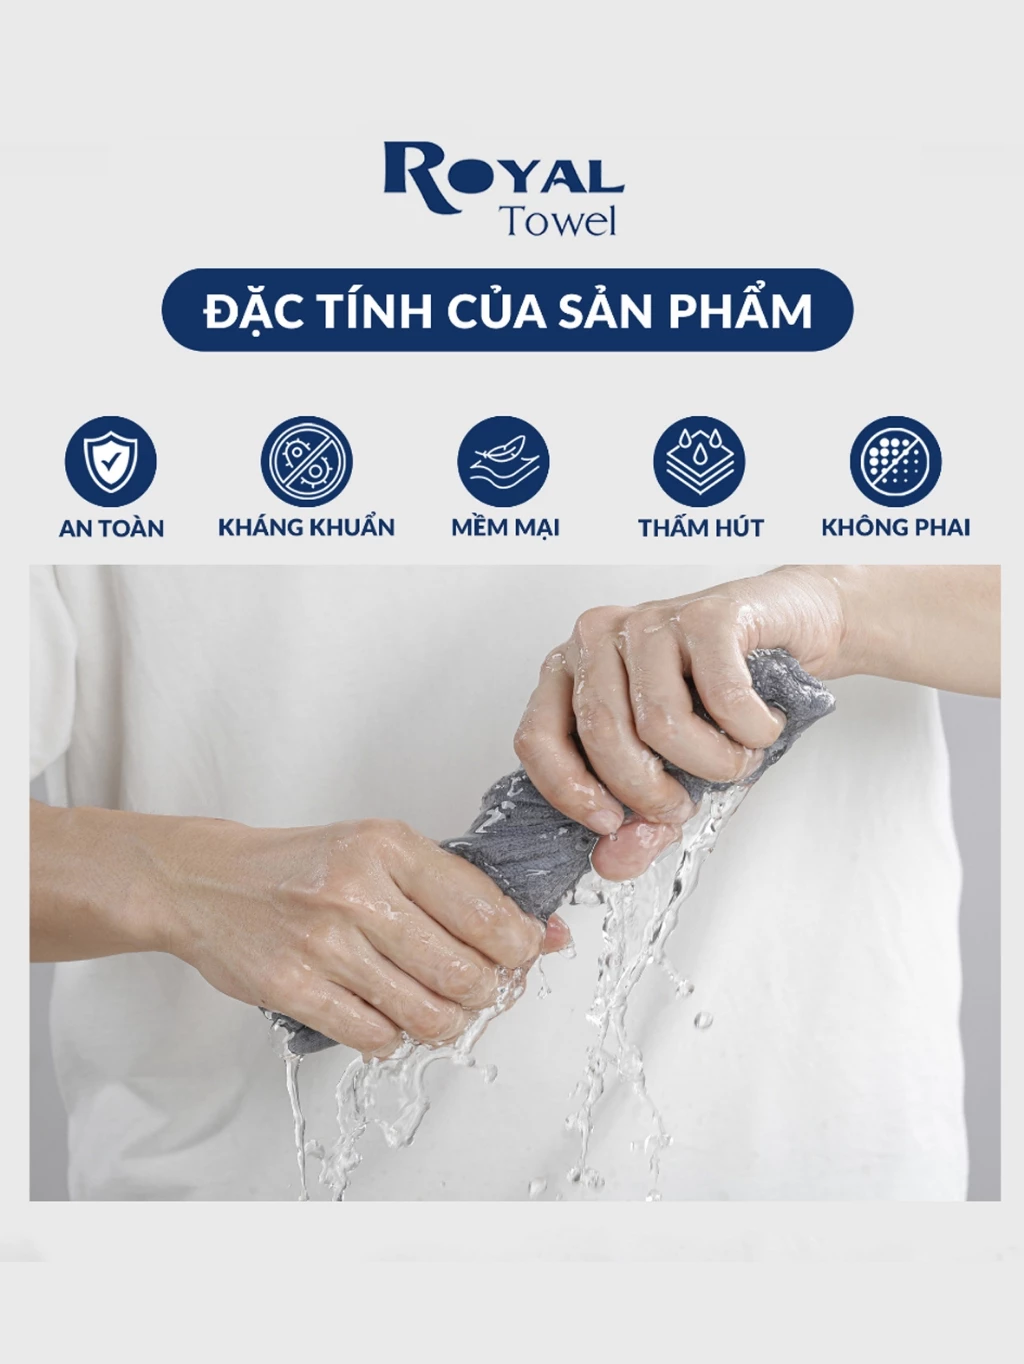 ROYAL
Towel
ĐẶC TÍNH CỦA SẢN PHẨM
AN TOÀN
KHÁNG KHUẨN
MỀM MẠI
THẤM HÚT
KHÔNG PHAI